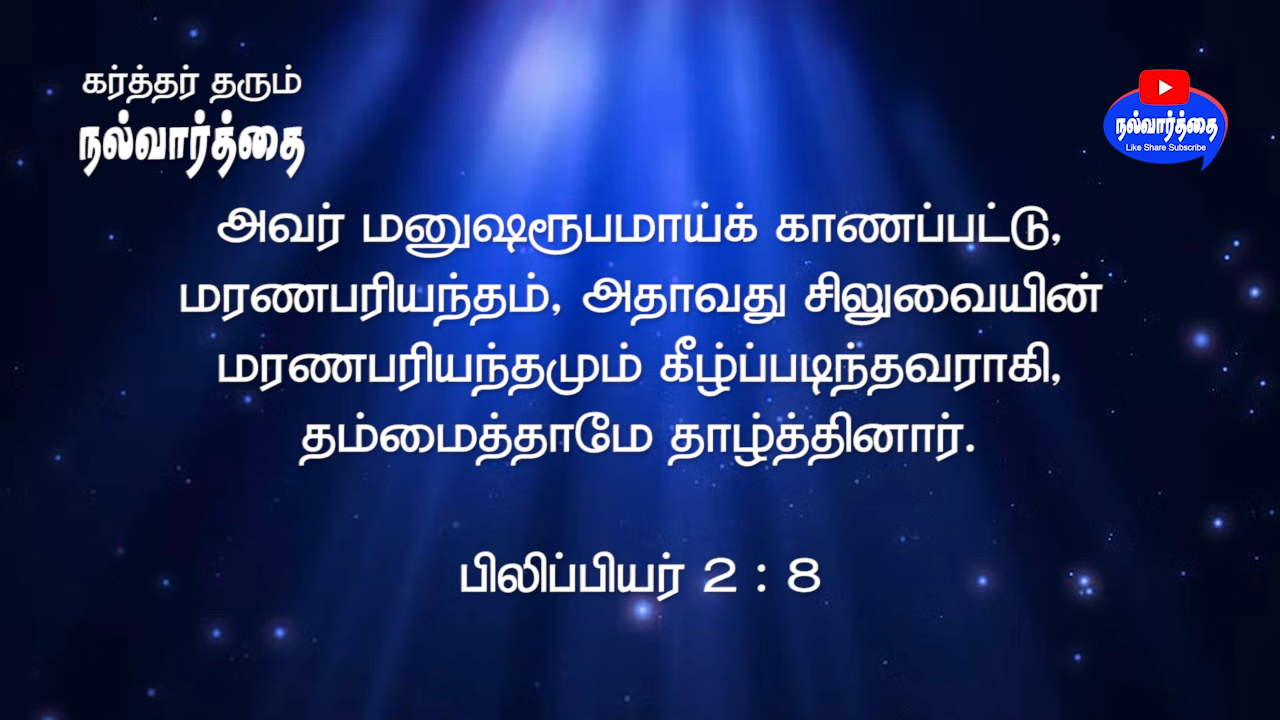 கர்த்தர் தரும்
நல்வார்த்தை
நல்வார்த்தை
Like Share Subscribe
அவர் மனுஷரூபமாய்க் காணப்பட்டு,
மரணபரியந்தம், அதாவது சிலுவையின்
மரணபரியந்தமும் கீழ்ப்படிந்தவராகி,
தம்மைத்தாமே தாழ்த்தினார்.
பிலிப்பியர் 2 : 8